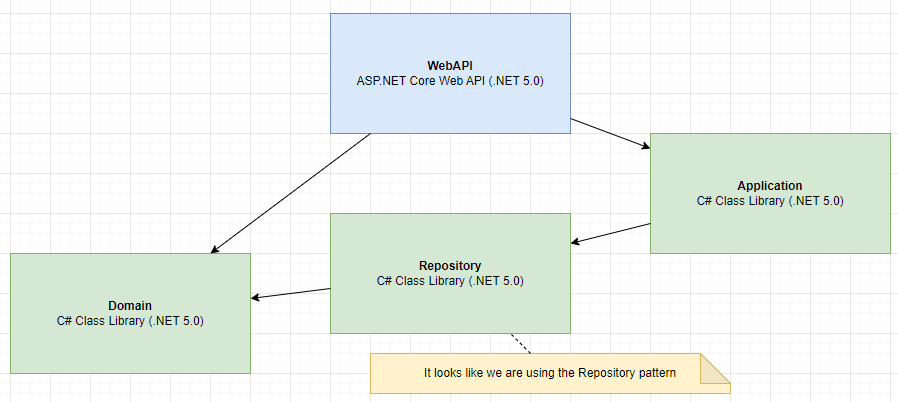 WebAPI
ASP.NET Core Web API (.NET 5.0)
Application
C# Class Library (.NET 5.0)
Repository
C# Class Library (.NET 5.0)
Domain
C# Class Library (.NET 5.0)
It looks like we are using the Repository pattern